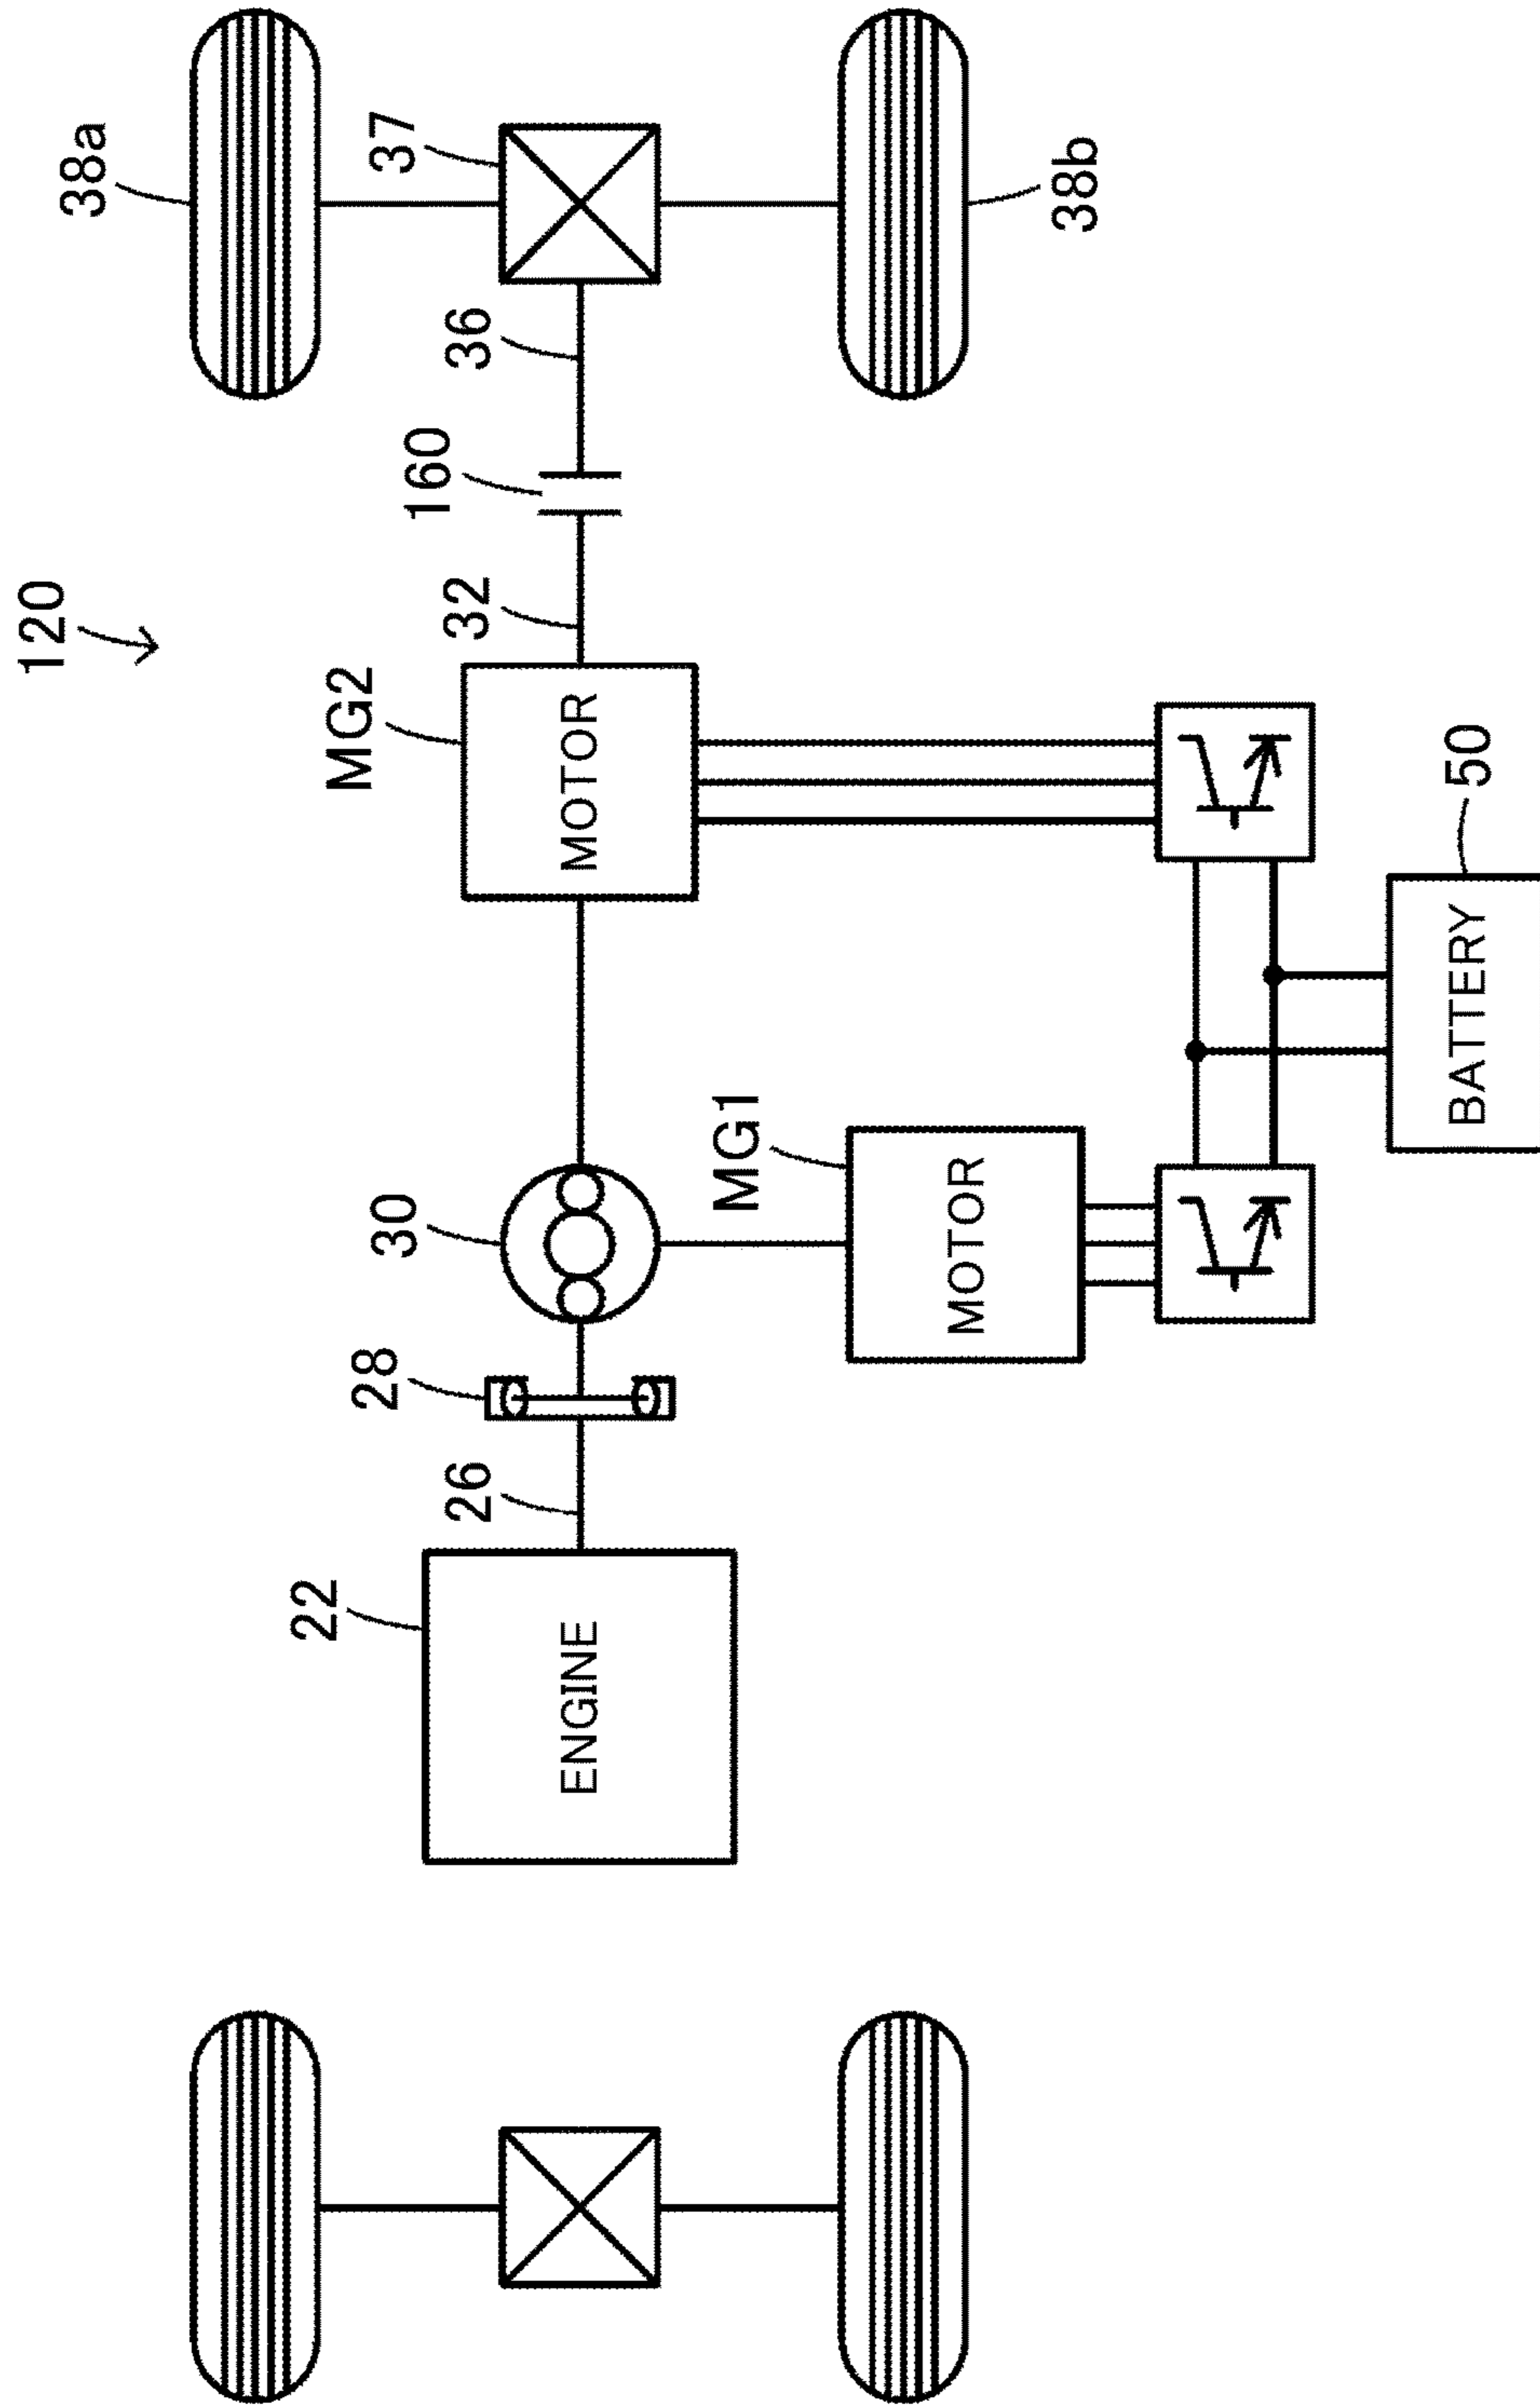 120
38a
37
36
160
32
MG2
MOTOR
30
28
26
22
ENGINE
MG1
MOTOR
38b
50
BATTERY